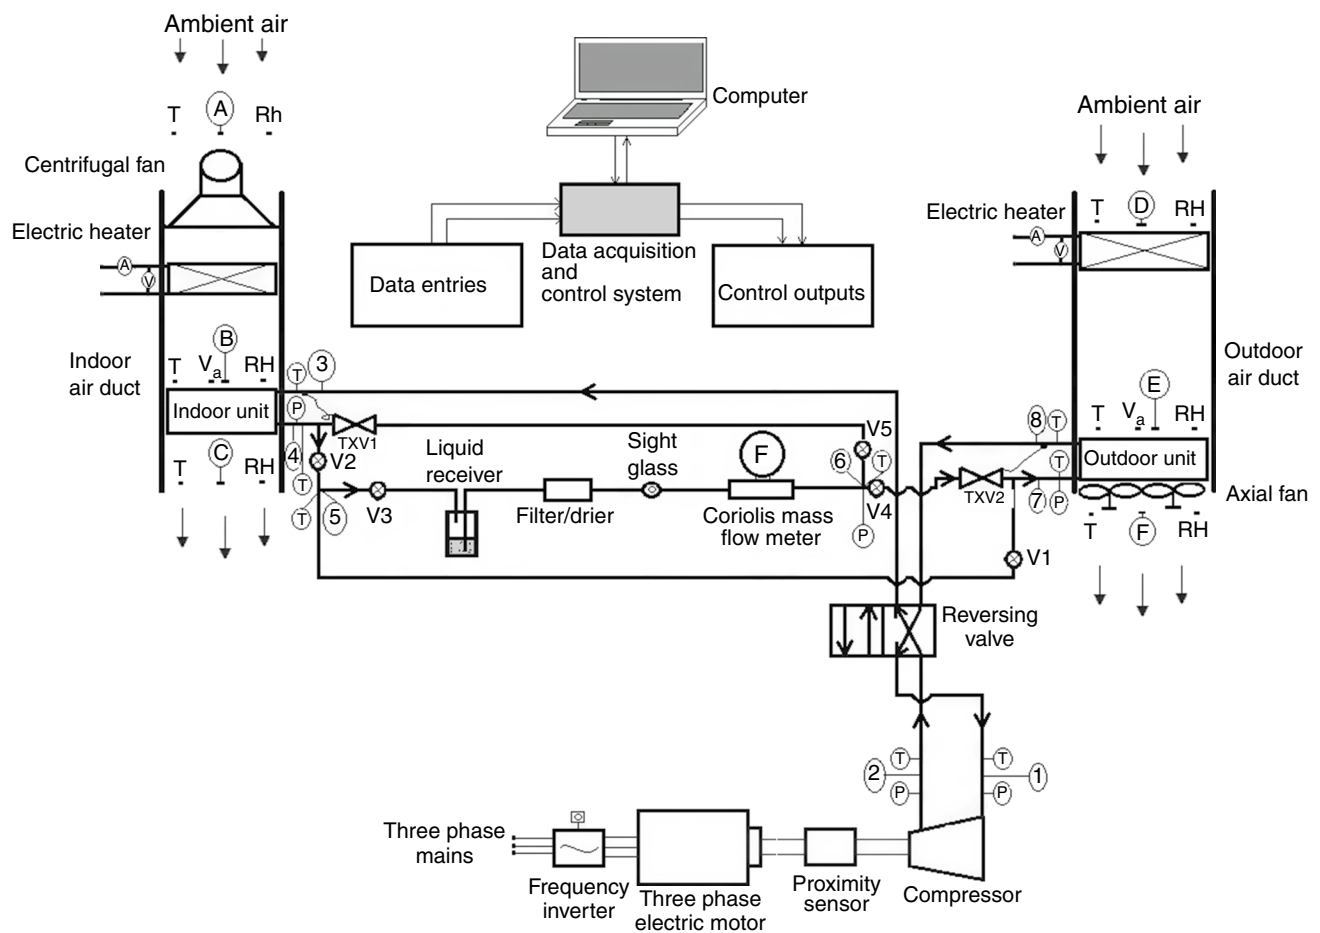 Ambient air
T
A
Rh
Centrifugal fan
Electric heater
A
V
Indoor
air duct
T
Va
B
RH
Indoor unit
T
C
RH
Computer
Data entries
Data acquisition
and
control system
Control outputs
Ambient air
T
D
RH
Electric heater
A
V
Outdoor
air duct
T
Va
E
RH
Outdoor unit
Axial fan
T
F
RH
T
3
P
4
T
T
5
TXV1
V2
V3
Liquid
receiver
Filter/drier
Sight
glass
F
Coriolis mass
flow meter
V5
6
T
V4
P
8
T
T
TXV2
7
P
V1
Reversing
valve
2
T
P
T
P
1
Three phase
mains
Frequency
inverter
Three phase
electric motor
Proximity
sensor
Compressor